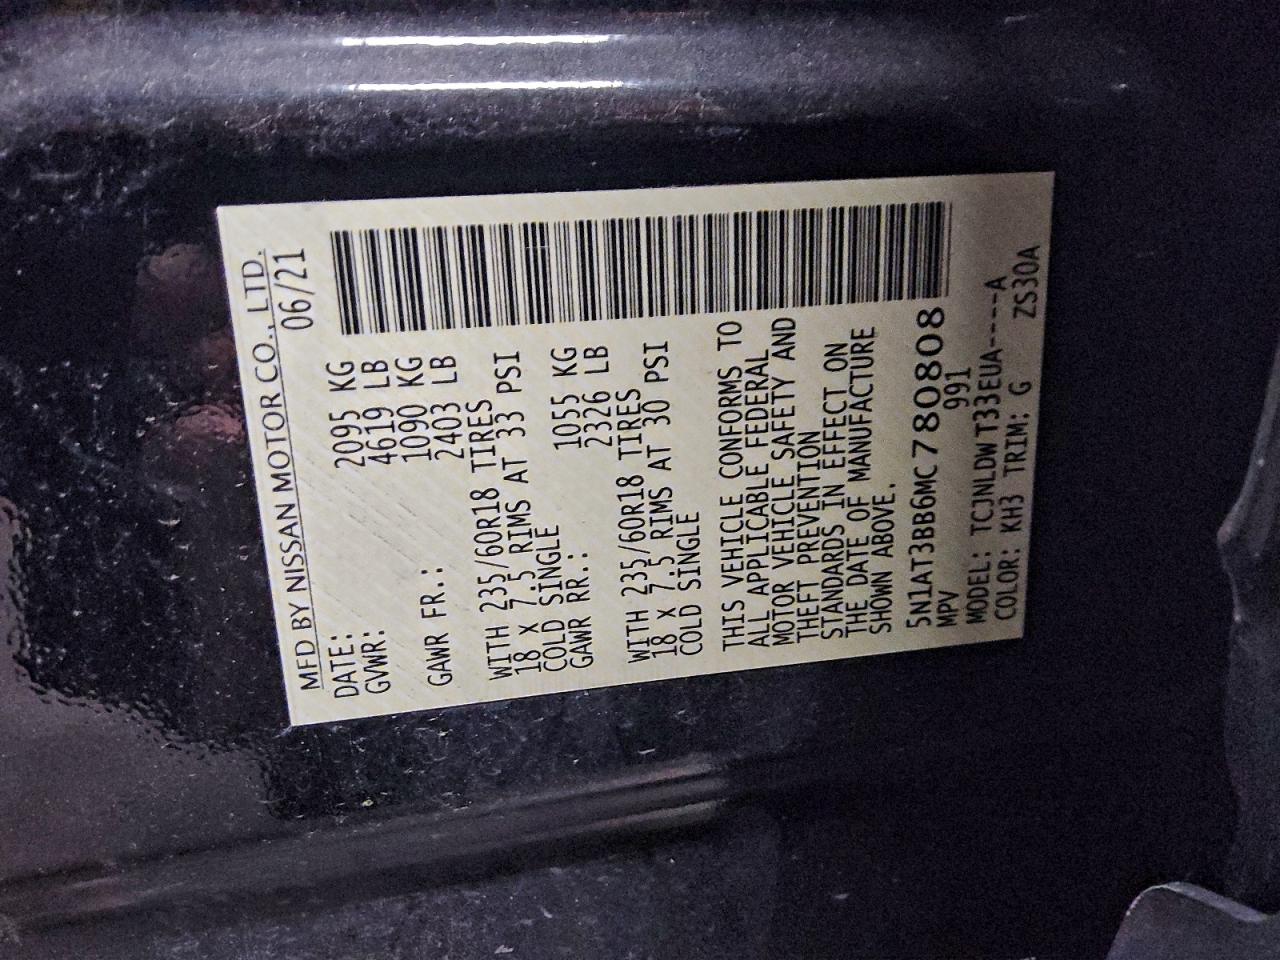 MFD BY NISSAN MOTOR CO., LTD.
DATE: 06/21
GVWR: 2095 KG
4619 LB
GAWR FR.: 1090 KG
2403 LB
WITH 235/60R18 TIRES
18 X 7.5 RIMS AT 33 PSI
COLD SINGLE
GAWR RR.: 1055 KG
2326 LB
WITH 235/60R18 TIRES
18 X 7.5 RIMS AT 30 PSI
COLD SINGLE
THIS VEHICLE CONFORMS TO
ALL APPLICABLE FEDERAL
MOTOR VEHICLE SAFETY AND
THEFT PREVENTION
STANDARDS IN EFFECT ON
THE DATE OF MANUFACTURE
SHOWN ABOVE.
5N1AT3BB6MC780808
MPV 991
MODEL: TCJNLDWT33EUA----A
COLOR: KH3 TRIM: G ZS30A